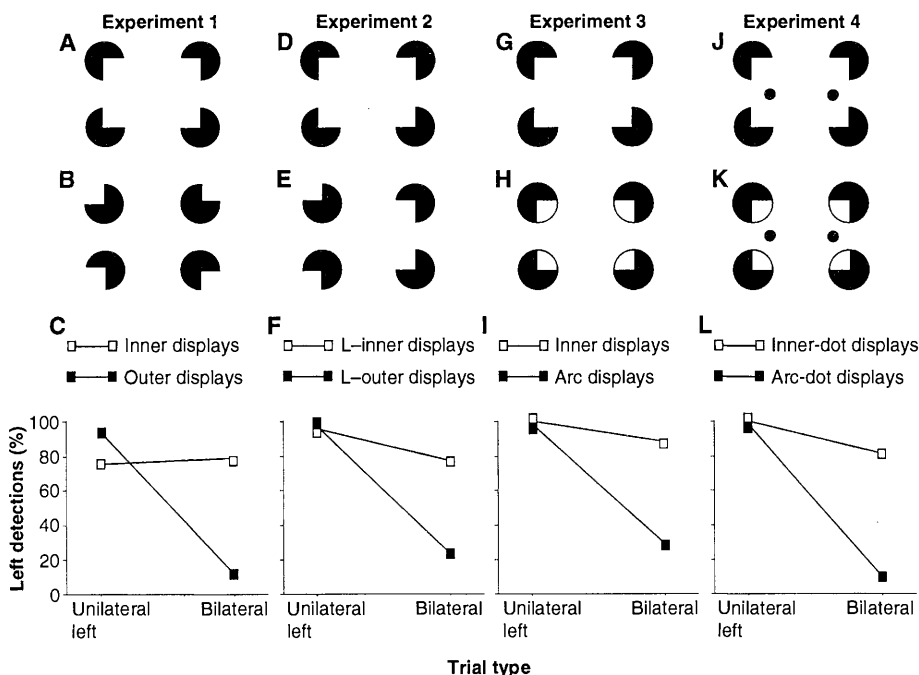 Experiment 1 Experiment 2 Experiment 3 Experiment 4
A D G J
B E H K
C F I L
Inner displays L–inner displays Inner displays Inner-dot displays
Outer displays L–outer displays Arc displays Arc-dot displays
Left detections (%)
100
80
60
40
20
0
Unilateral left Bilateral
Unilateral left Bilateral
Unilateral left Bilateral
Unilateral left Bilateral
Trial type